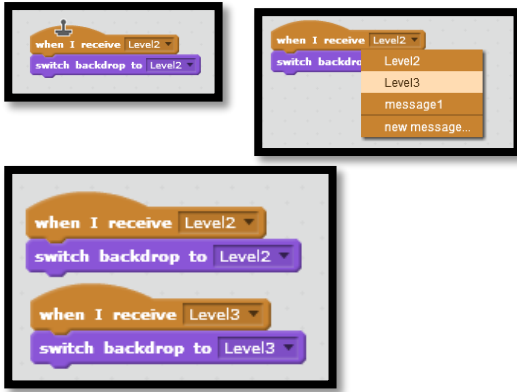 when I receive Level2
switch backdrop to Level2
when I receive Level2
switch backdro
Level2
Level3
message1
new message...
when I receive Level2
switch backdrop to Level2
when I receive Level3
switch backdrop to Level3